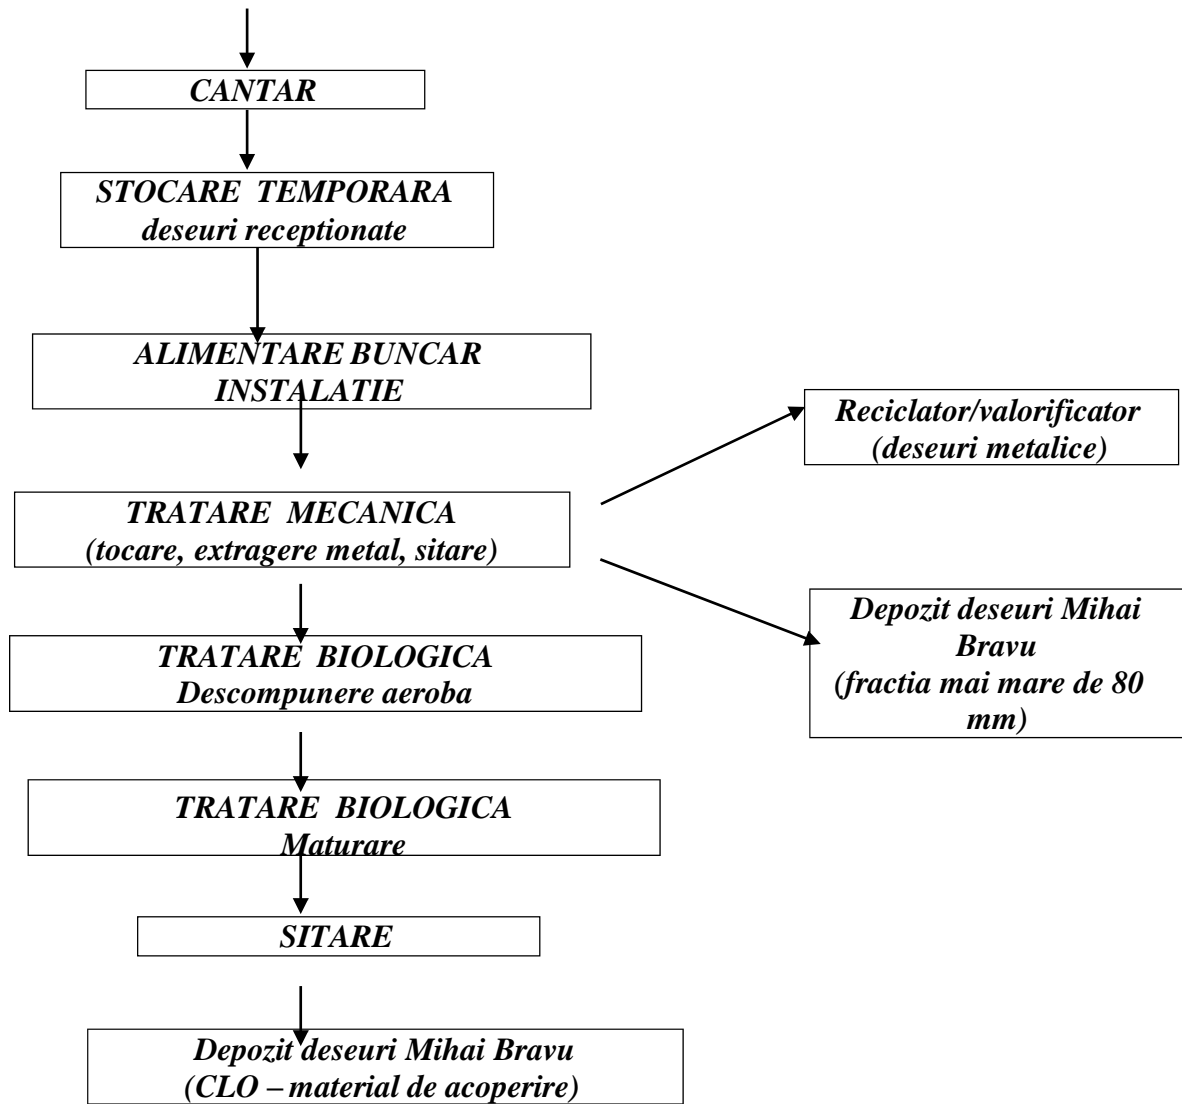 CANTAR
STOCARE TEMPORARA
deseuri receptionate
ALIMENTARE BUNCAR
INSTALATIE
Reciclator/valorificator
(deseuri metalice)
TRATARE MECANICA
(tocare, extragere metal, sitare)
Depozit deseuri Mihai
Bravu
(fractia mai mare de 80
mm)
TRATARE BIOLOGICA
Descompunere aeroba
TRATARE BIOLOGICA
Maturare
SITARE
Depozit deseuri Mihai Bravu
(CLO – material de acoperire)